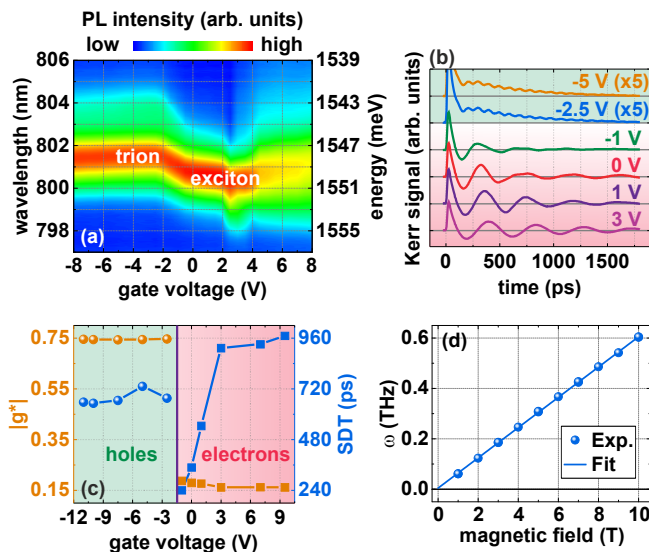 PL intensity (arb. units)
low high
806
804
802
800
798
wavelength (nm)
1539
1543
1547
1549
1555
energy (meV)
trion
exciton
(a)
-8 -6 -4 -2 0 2 4 6 8
gate voltage (V)
(b)
Kerr signal (arb. units)
-5 V (x5)
-2.5 V (x5)
-1 V
0 V
1 V
3 V
0 500 1000 1500
time (ps)
0.75
0.55
0.35
0.15
|g*|
960
720
480
240
SDT (ps)
holes
electrons
(c)
-12 -9 -6 -3 0 3 6 9
gate voltage (V)
(d)
0.6
0.4
0.2
0.0
ω (THz)
Exp.
Fit
0 2 4 6 8 10
magnetic field (T)